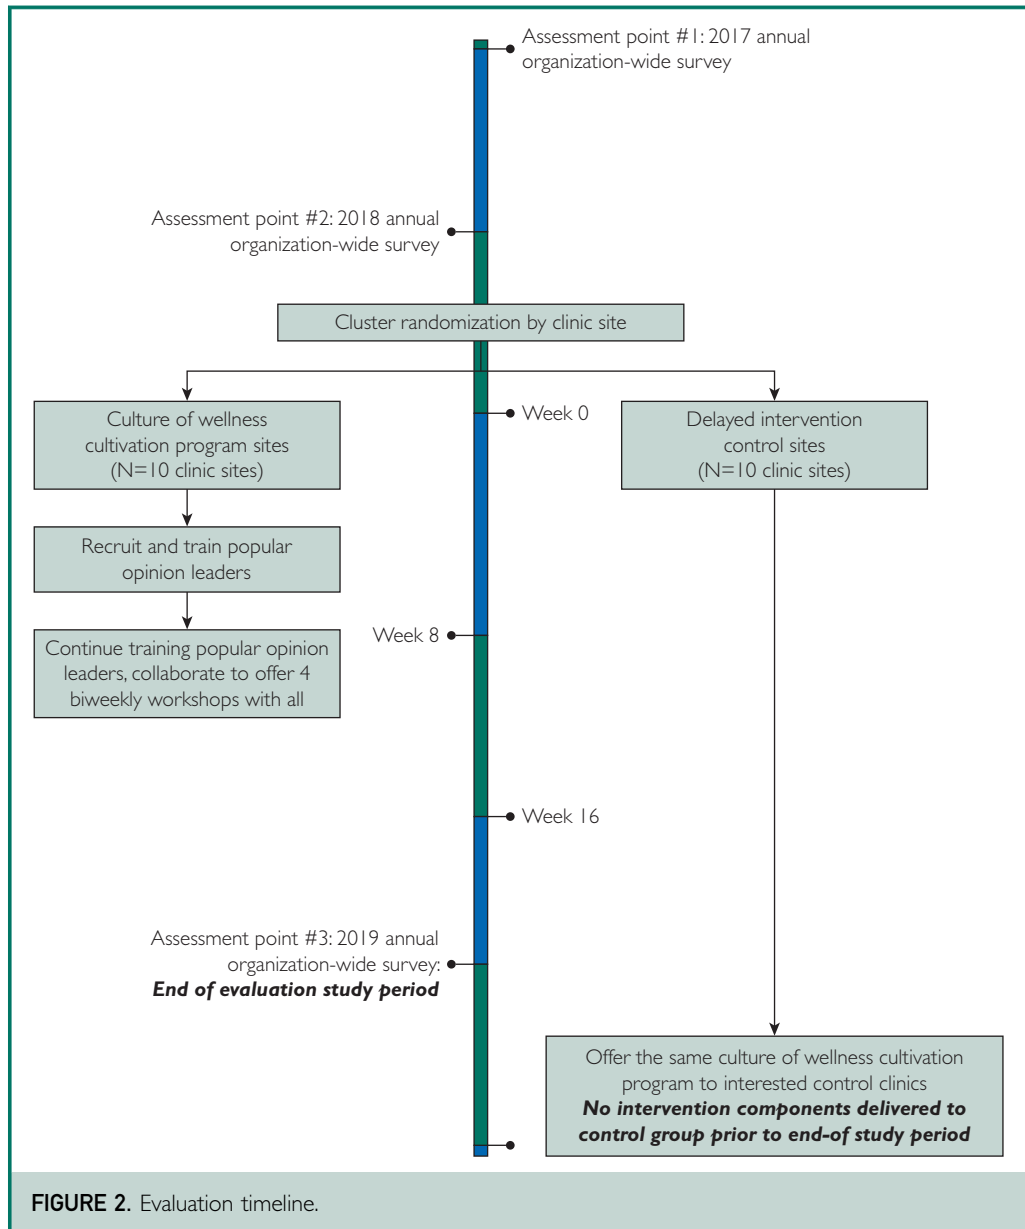 Assessment point #1: 2017 annual
organization-wide survey
Assessment point #2: 2018 annual
organization-wide survey
Cluster randomization by clinic site
Culture of wellness
cultivation program sites
(N=10 clinic sites)
Week 0
Delayed intervention
control sites
(N=10 clinic sites)
Recruit and train popular
opinion leaders
Week 8
Continue training popular opinion
leaders, collaborate to offer 4
biweekly workshops with all
Week 16
Assessment point #3: 2019 annual
organization-wide survey:
End of evaluation study period
Offer the same culture of wellness cultivation
program to interested control clinics
No intervention components delivered to
control group prior to end-of study period
FIGURE 2. Evaluation timeline.